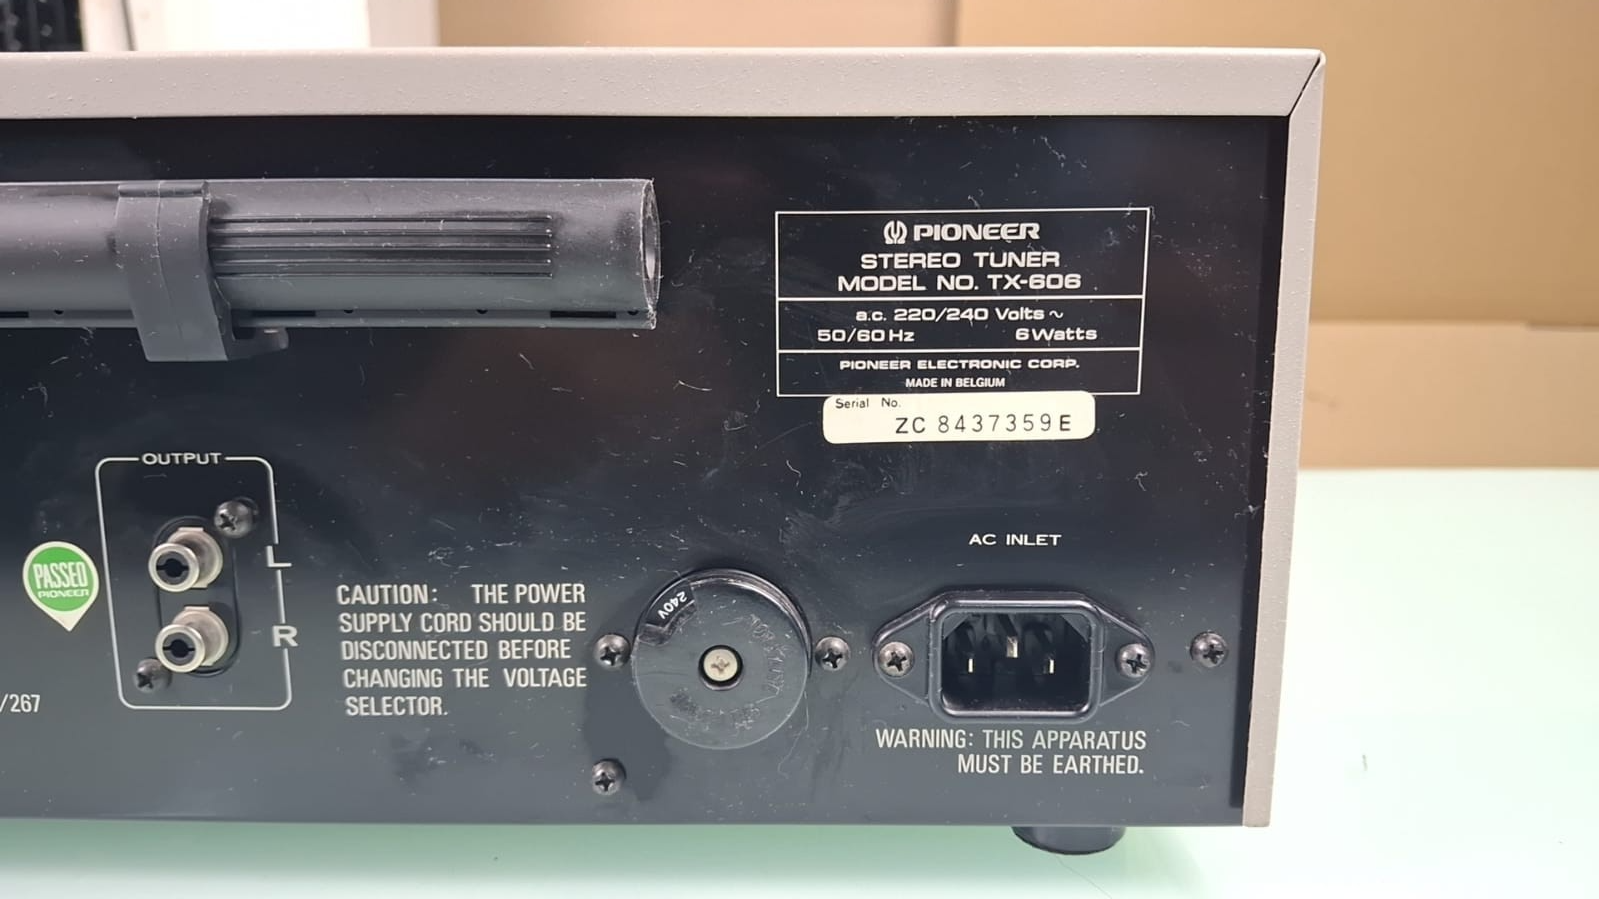 PIONEER
STEREO TUNER
MODEL NO. TX-606
a.c. 220/240 Volts ~
50/60 Hz 6 Watts
PIONEER ELECTRONIC CORP.
MADE IN BELGIUM
Serial No.
ZC 8437359 E
OUTPUT
L
R
PASSED
PIONEER
/267
CAUTION: THE POWER
SUPPLY CORD SHOULD BE
DISCONNECTED BEFORE
CHANGING THE VOLTAGE
SELECTOR.
240V
AC INLET
WARNING: THIS APPARATUS
MUST BE EARTHED.